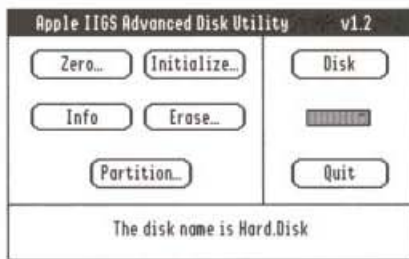 Apple IIGS Advanced Disk Utility v1.2
Zero… Initialize… Disk
Info Erase…
Partition… Quit
The disk name is Hard.Disk